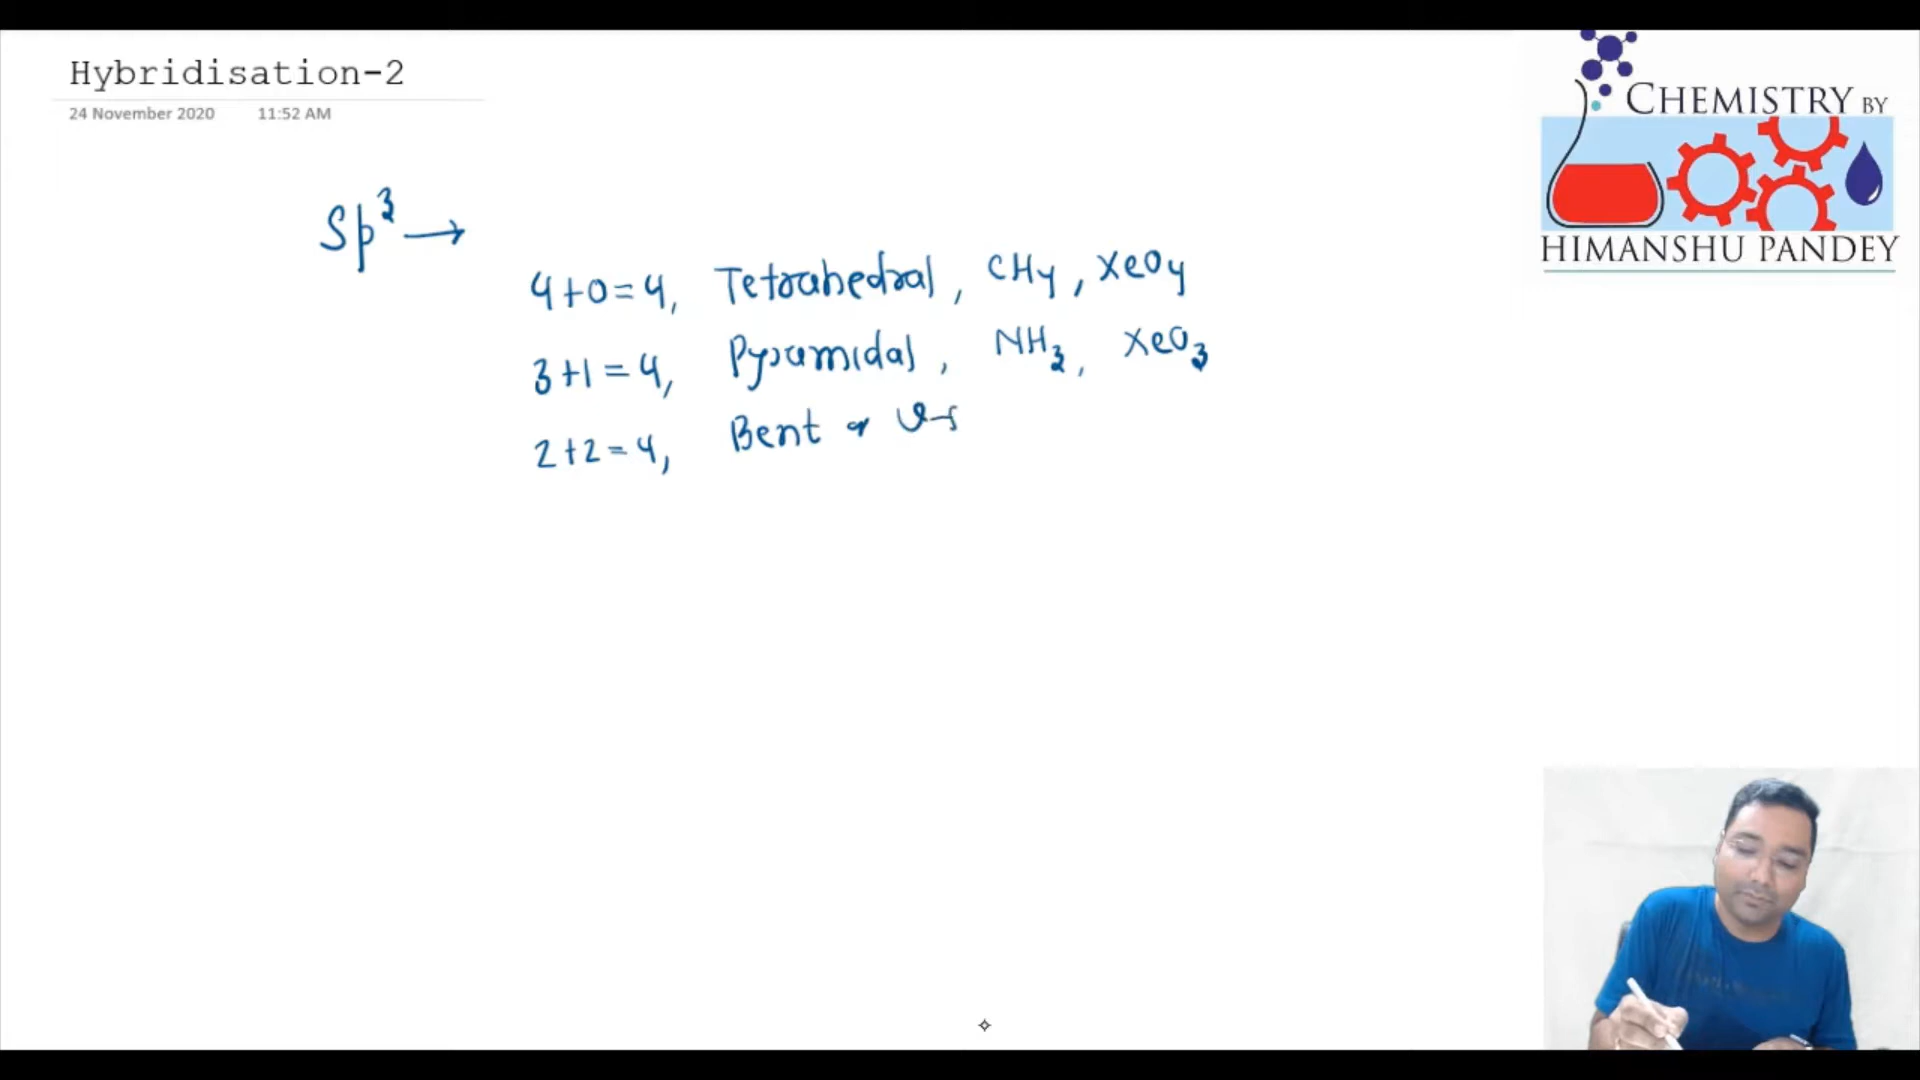 Hybridisation-2
24 November 2020 11:52 AM
CHEMISTRY BY
HIMANSHU PANDEY
Sp³ →
4+0=4, Tetrahedral, CH4, XeO4
3+1=4, Pyramidal, NH3, XeO3
2+2=4, Bent or V-s